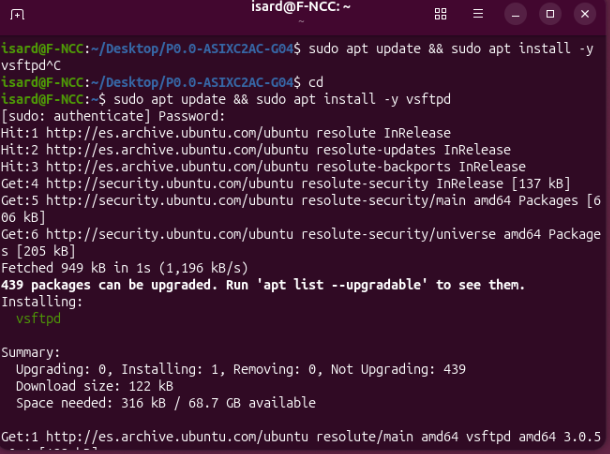 isard@F-NCC: ~
~
isard@F-NCC:~/Desktop/P0.0-ASIXC2AC-G04$ sudo apt update && sudo apt install -y
vsftpd^C
isard@F-NCC:~/Desktop/P0.0-ASIXC2AC-G04$ cd
isard@F-NCC:~$ sudo apt update && sudo apt install -y vsftpd
[sudo: authenticate] Password:
Hit:1 http://es.archive.ubuntu.com/ubuntu resolute InRelease
Hit:2 http://es.archive.ubuntu.com/ubuntu resolute-updates InRelease
Hit:3 http://es.archive.ubuntu.com/ubuntu resolute-backports InRelease
Get:4 http://security.ubuntu.com/ubuntu resolute-security InRelease [137 kB]
Get:5 http://security.ubuntu.com/ubuntu resolute-security/main amd64 Packages [6
06 kB]
Get:6 http://security.ubuntu.com/ubuntu resolute-security/universe amd64 Package
s [205 kB]
Fetched 949 kB in 1s (1,196 kB/s)
439 packages can be upgraded. Run 'apt list --upgradable' to see them.
Installing:
  vsftpd

Summary:
  Upgrading: 0, Installing: 1, Removing: 0, Not Upgrading: 439
  Download size: 122 kB
  Space needed: 316 kB / 68.7 GB available

Get:1 http://es.archive.ubuntu.com/ubuntu resolute/main amd64 vsftpd amd64 3.0.5